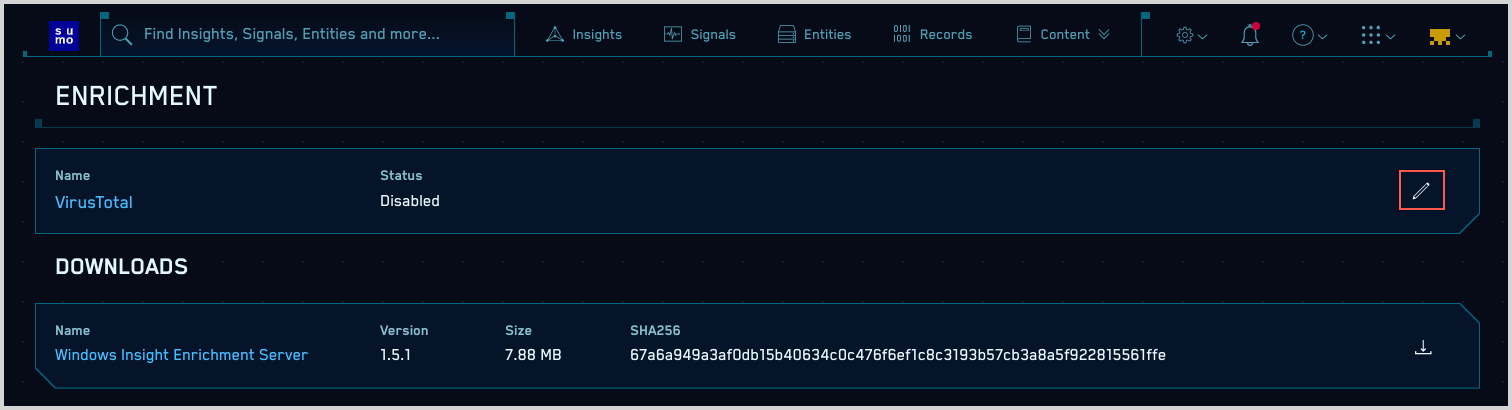 su
mo
Find Insights, Signals, Entities and more...
Insights
Signals
Entities
Records
Content
?
ENRICHMENT
Name
Status
VirusTotal
Disabled
DOWNLOADS
Name
Version
Size
SHA256
Windows Insight Enrichment Server
1.5.1
7.88 MB
67a6a949a3af0db15b40634c0c476f6ef1c8c3193b57cb3a8a5f922815561ffe